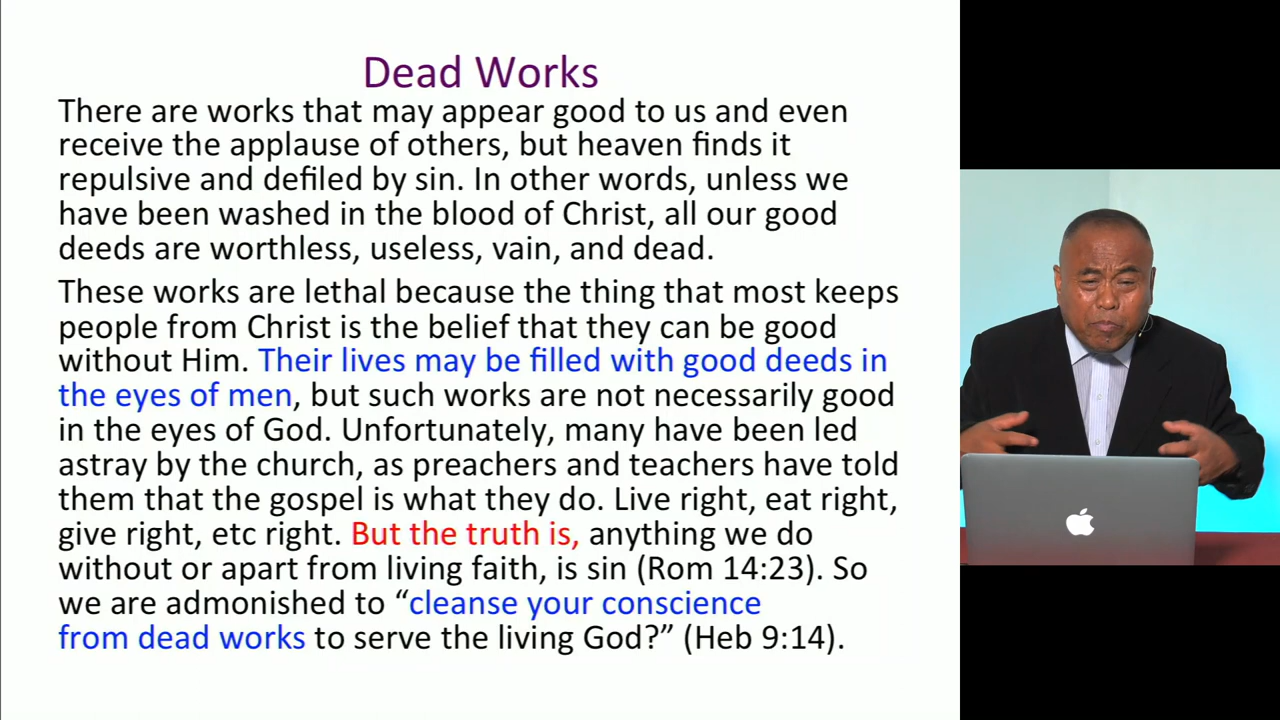 Dead Works
There are works that may appear good to us and even
receive the applause of others, but heaven finds it
repulsive and defiled by sin. In other words, unless we
have been washed in the blood of Christ, all our good
deeds are worthless, useless, vain, and dead.
These works are lethal because the thing that most keeps
people from Christ is the belief that they can be good
without Him. Their lives may be filled with good deeds in
the eyes of men, but such works are not necessarily good
in the eyes of God. Unfortunately, many have been led
astray by the church, as preachers and teachers have told
them that the gospel is what they do. Live right, eat right,
give right, etc right. But the truth is, anything we do
without or apart from living faith, is sin (Rom 14:23). So
we are admonished to “cleanse your conscience
from dead works to serve the living God?” (Heb 9:14).